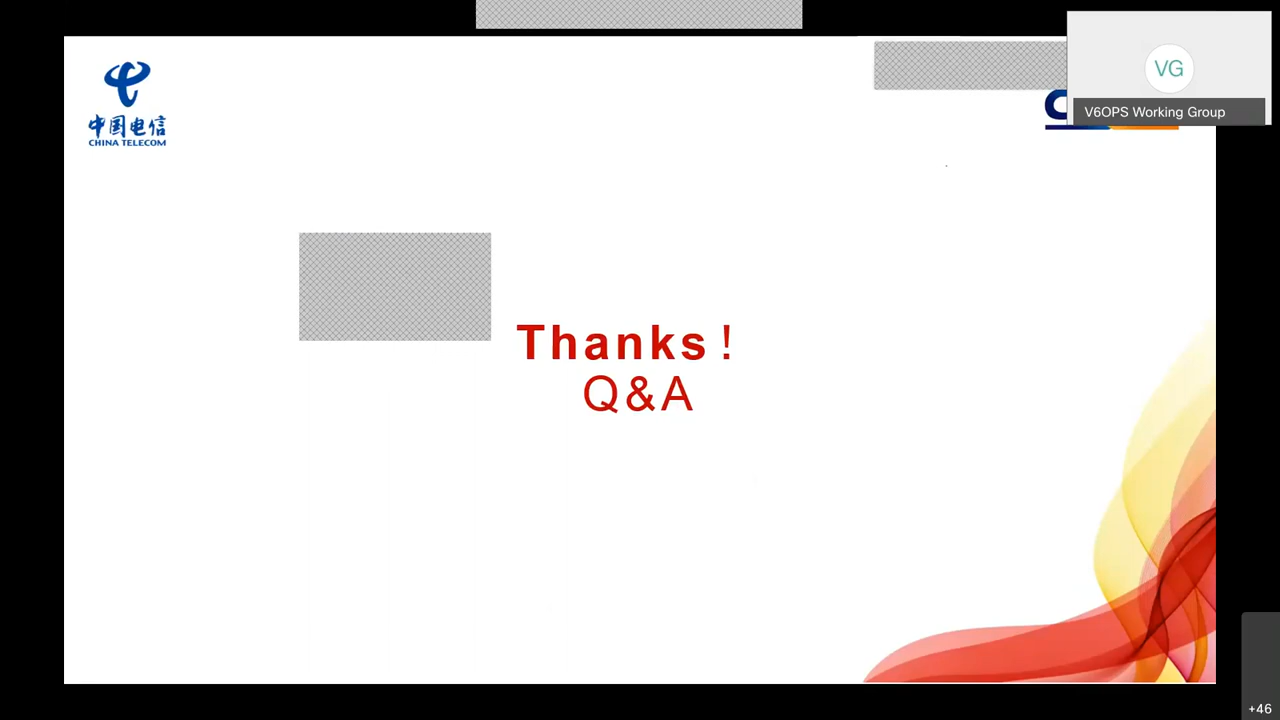 VG
V6OPS Working Group
中国电信
CHINA TELECOM
Thanks!
Q&A
+46